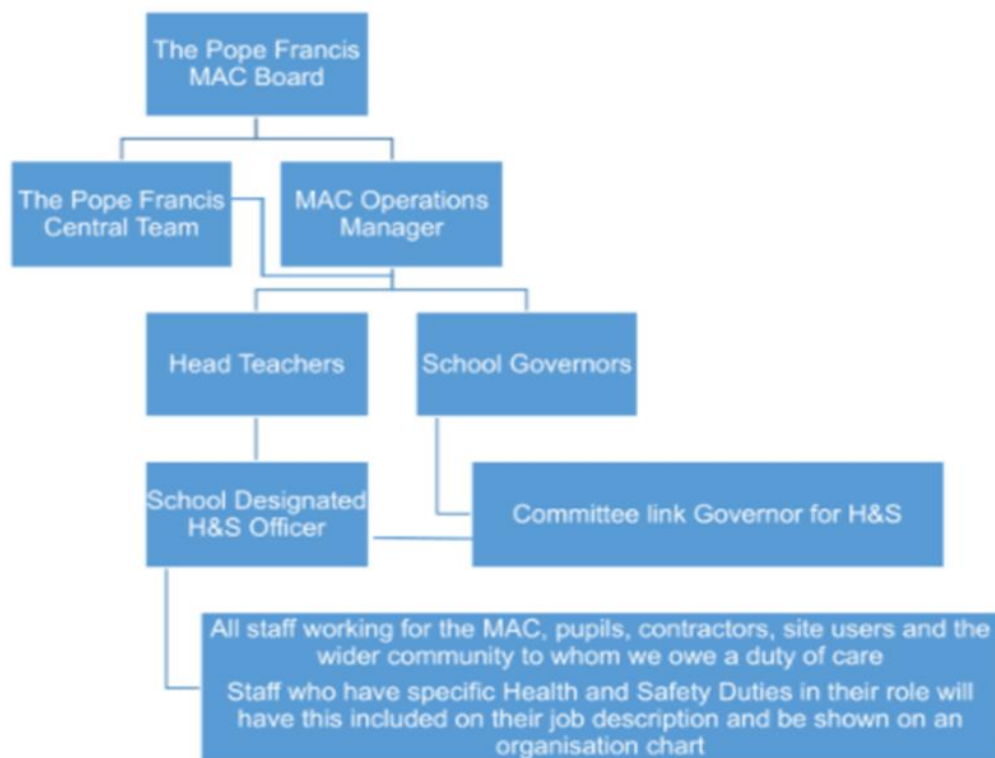 The Pope Francis
MAC Board
The Pope Francis
Central Team
MAC Operations
Manager
Head Teachers
School Governors
School Designated
H&S Officer
Committee link Governor for H&S
All staff working for the MAC, pupils, contractors, site users and the
wider community to whom we owe a duty of care
Staff who have specific Health and Safety Duties in their role will
have this included on their job description and be shown on an
organisation chart